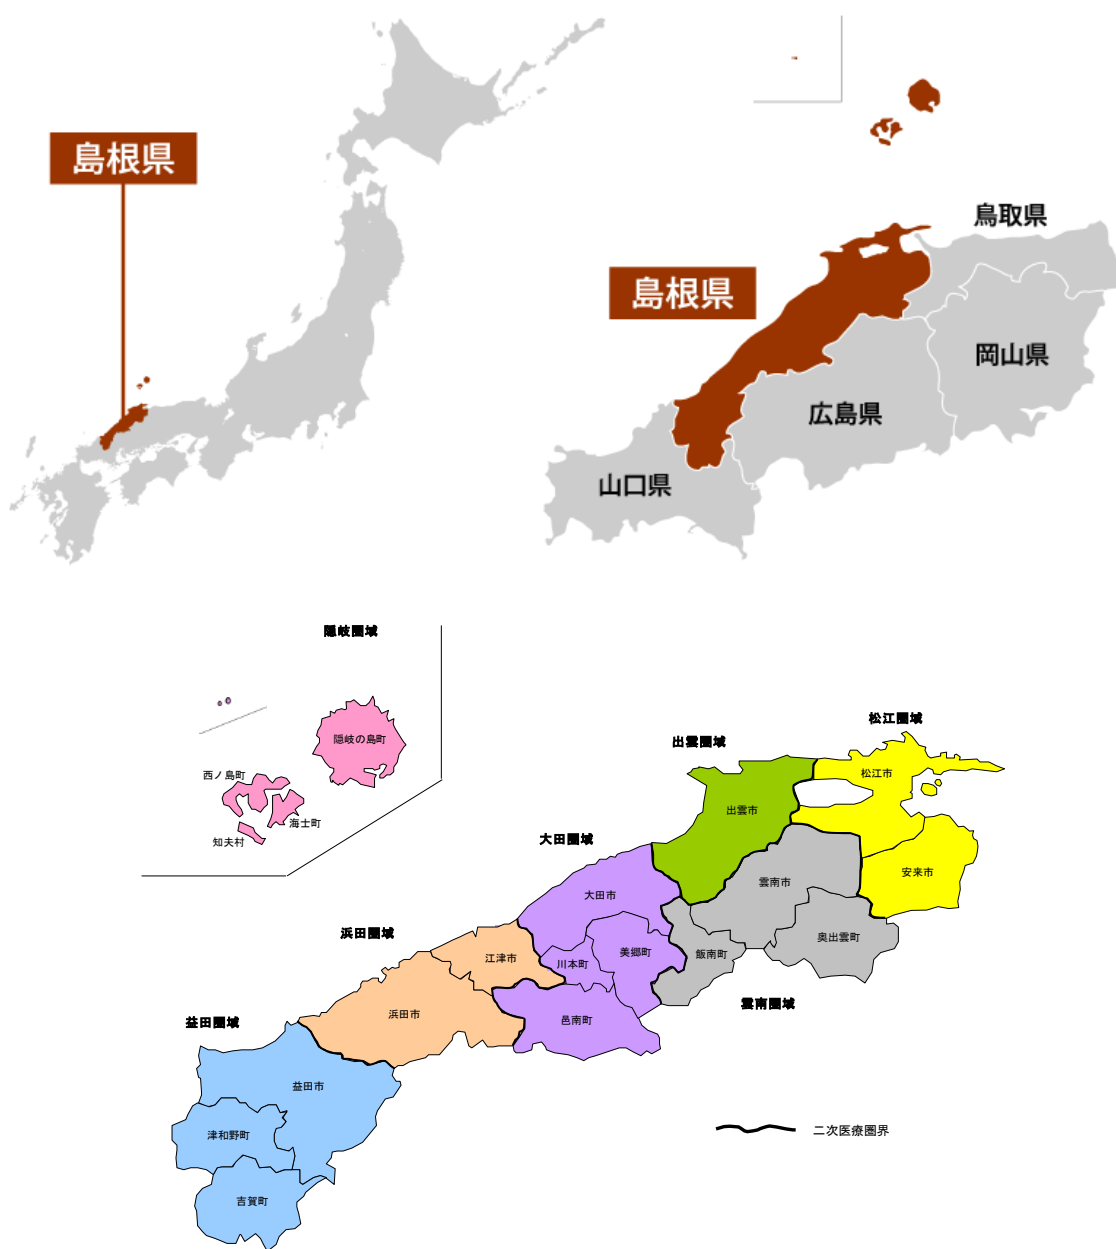 島根県
鳥取県
島根県
岡山県
広島県
山口県
隠岐圏域
隠岐の島町
西ノ島町
海士町
知夫村
松江圏域
出雲圏域
松江市
出雲市
大田圏域
安来市
雲南市
大田市
浜田圏域
奥出雲町
美郷町
飯南町
江津市
川本町
雲南圏域
浜田市
邑南町
益田圏域
益田市
二次医療圏界
津和野町
吉賀町